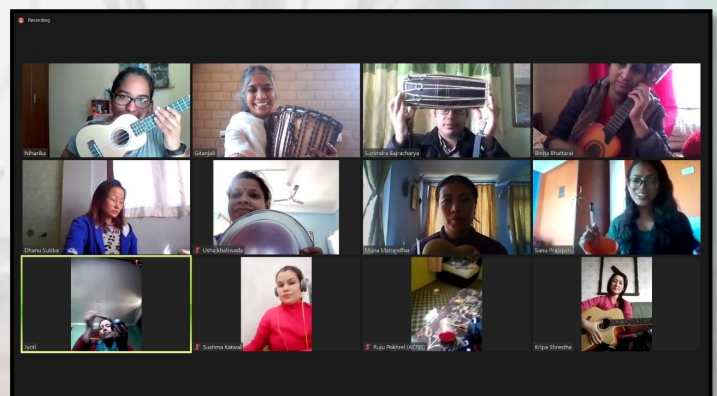 Recording
Niharika
Gitanjali
Surendra Bajracharya
Binita Bhattarai
Dhanu Subba
Usha khatiwada
Muna Manandhar
Sanu Prajapati
Jyoti
Sushma Katwal
Ruju Pokhrel (ACNS)
Kripa Shrestha